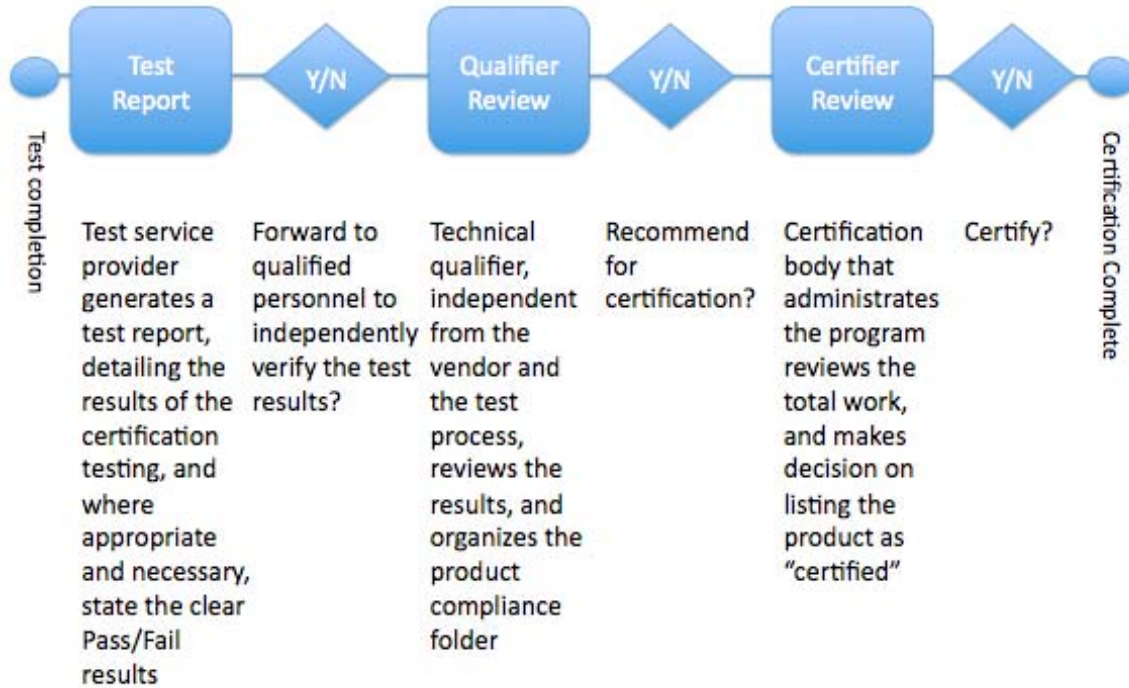 Test
Report
Y/N
Qualifier
Review
Y/N
Certifier
Review
Y/N
Test completion
Certification Complete
Test service
provider
generates a
test report,
detailing the
results of the
certification
testing, and
where
appropriate
and necessary,
state the clear
Pass/Fail
results
Forward to
qualified
personnel to
independently
verify the test
results?
Technical
qualifier,
independent
from the
vendor and
the test
process,
reviews the
results, and
organizes the
product
compliance
folder
Recommend
for
certification?
Certification
body that
administrates
the program
reviews the
total work,
and makes
decision on
listing the
product as
“certified”
Certify?